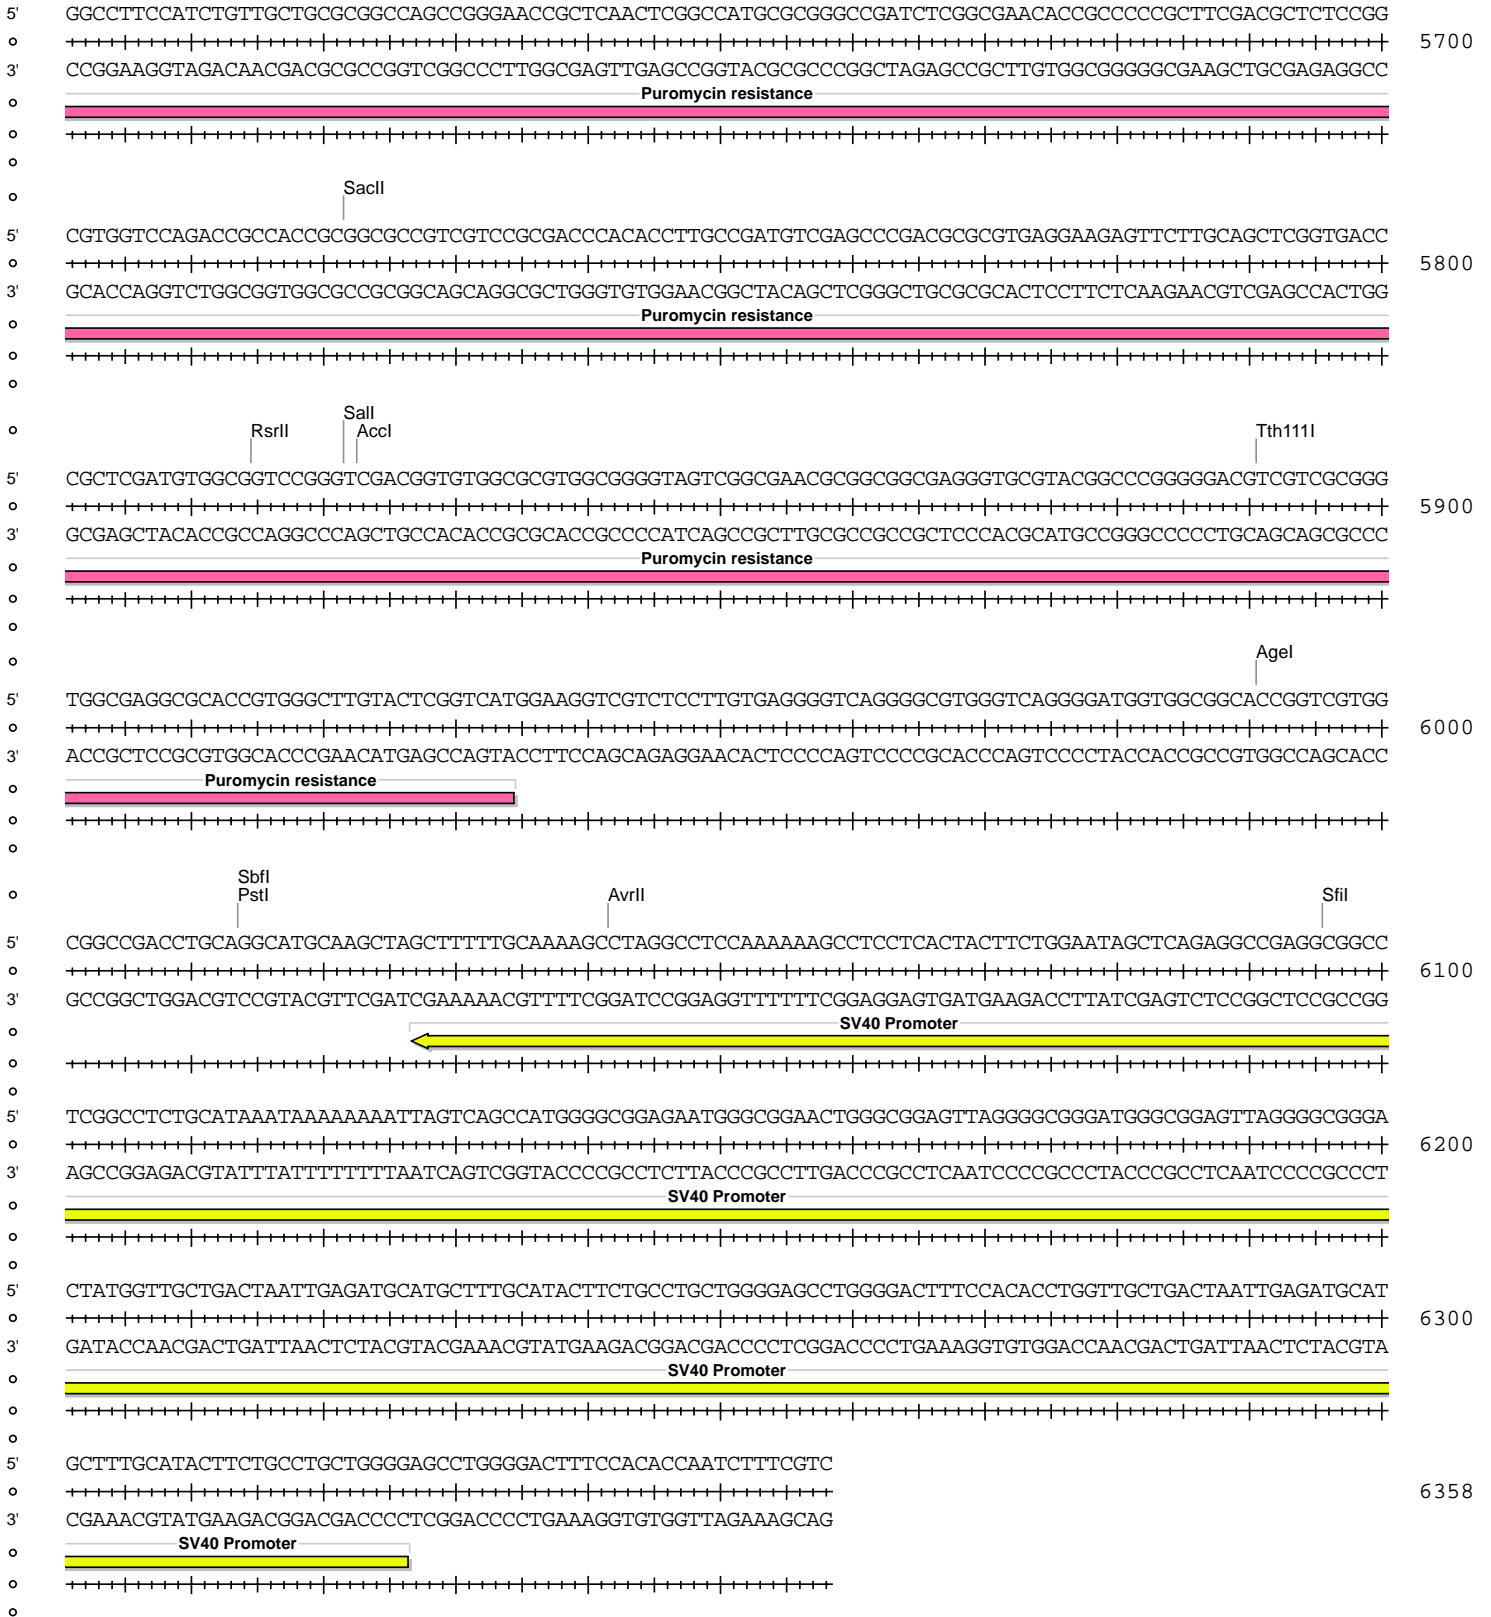 5' GGCCTTCCATCTGTTGCTGCGCGGCCAGCCGGGAACCGCTCAACTCGGCCATGCGCGGGCCGATCTCGGCGAACACCGCCCCCGCTTCGACGCTCTCCGG
5700
3' CCGGAAGGTAGACAACGACGCGCCGGTCGGCCCTTGGCGAGTTGAGCCGGTACGCGCCCGGCTAGAGCCGCTTGTGGCGGGGGCGAAGCTGCGAGAGGCC
Puromycin resistance
SacII
5' CGTGGTCCAGACCGCCACCGCGGCGCCGTCGTCCGCGACCCACACCTTGCCGATGTCGAGCCCGACGCGCGTGAGGAAGAGTTCTTGCAGCTCGGTGACC
5800
3' GCACCAGGTCTGGCGGTGGCGCCGCGGCAGCAGGCGCTGGGTGTGGAACGGCTACAGCTCGGGCTGCGCGCACTCCTTCTCAAGAACGTCGAGCCACTGG
Puromycin resistance
RsrII SalI AccI Tth111I
5' CGCTCGATGTGGCGGTCCGGGTCGACGGTGTGGCGCGTGGCGGGGTAGTCGGCGAACGCGGCGGCGAGGGTGCGTACGGCCCGGGGGACGTCGTCGCGGG
5900
3' GCGAGCTACACCGCCAGGCCCAGCTGCCACACCGCGCACCGCCCCATCAGCCGCTTGCGCCGCCGCTCCCACGCATGCCGGGCCCCCTGCAGCAGCGCCC
Puromycin resistance
AgeI
5' TGGCGAGGCGCACCGTGGGCTTGTACTCGGTCATGGAAGGTCGTCTCCTTGTGAGGGGTCAGGGGCGTGGGTCAGGGGATGGTGGCGGCACCGGTCGTGG
6000
3' ACCGCTCCGCGTGGCACCCGAACATGAGCCAGTACCTTCCAGCAGAGGAACACTCCCCAGTCCCCGCACCCAGTCCCCTACCACCGCCGTGGCCAGCACC
Puromycin resistance
SbfI
PstI AvrII SfiI
5' CGGCCGACCTGCAGGCATGCAAGCTAGCTTTTTGCAAAAGCCTAGGCCTCCAAAAAAGCCTCCTCACTACTTCTGGAATAGCTCAGAGGCCGAGGCGGCC
6100
3' GCCGGCTGGACGTCCGTACGTTCGATCGAAAAACGTTTTCGGATCCGGAGGTTTTTTCGGAGGAGTGATGAAGACCTTATCGAGTCTCCGGCTCCGCCGG
SV40 Promoter
5' TCGGCCTCTGCATAAATAAAAAAAATTAGTCAGCCATGGGGCGGAGAATGGGCGGAACTGGGCGGAGTTAGGGGCGGGATGGGCGGAGTTAGGGGCGGGA
6200
3' AGCCGGAGACGTATTTATTTTTTTTAATCAGTCGGTACCCCGCCTCTTACCCGCCTTGACCCGCCTCAATCCCCGCCCTACCCGCCTCAATCCCCGCCCT
SV40 Promoter
5' CTATGGTTGCTGACTAATTGAGATGCATGCTTTGCATACTTCTGCCTGCTGGGGAGCCTGGGGACTTTCCACACCTGGTTGCTGACTAATTGAGATGCAT
6300
3' GATACCAACGACTGATTAACTCTACGTACGAAACGTATGAAGACGGACGACCCCTCGGACCCCTGAAAGGTGTGGACCAACGACTGATTAACTCTACGTA
SV40 Promoter
5' GCTTTGCATACTTCTGCCTGCTGGGGAGCCTGGGGACTTTCCACACCAATCTTTCGTC
6358
3' CGAAACGTATGAAGACGGACGACCCCTCGGACCCCTGAAAGGTGTGGTTAGAAAGCAG
SV40 Promoter